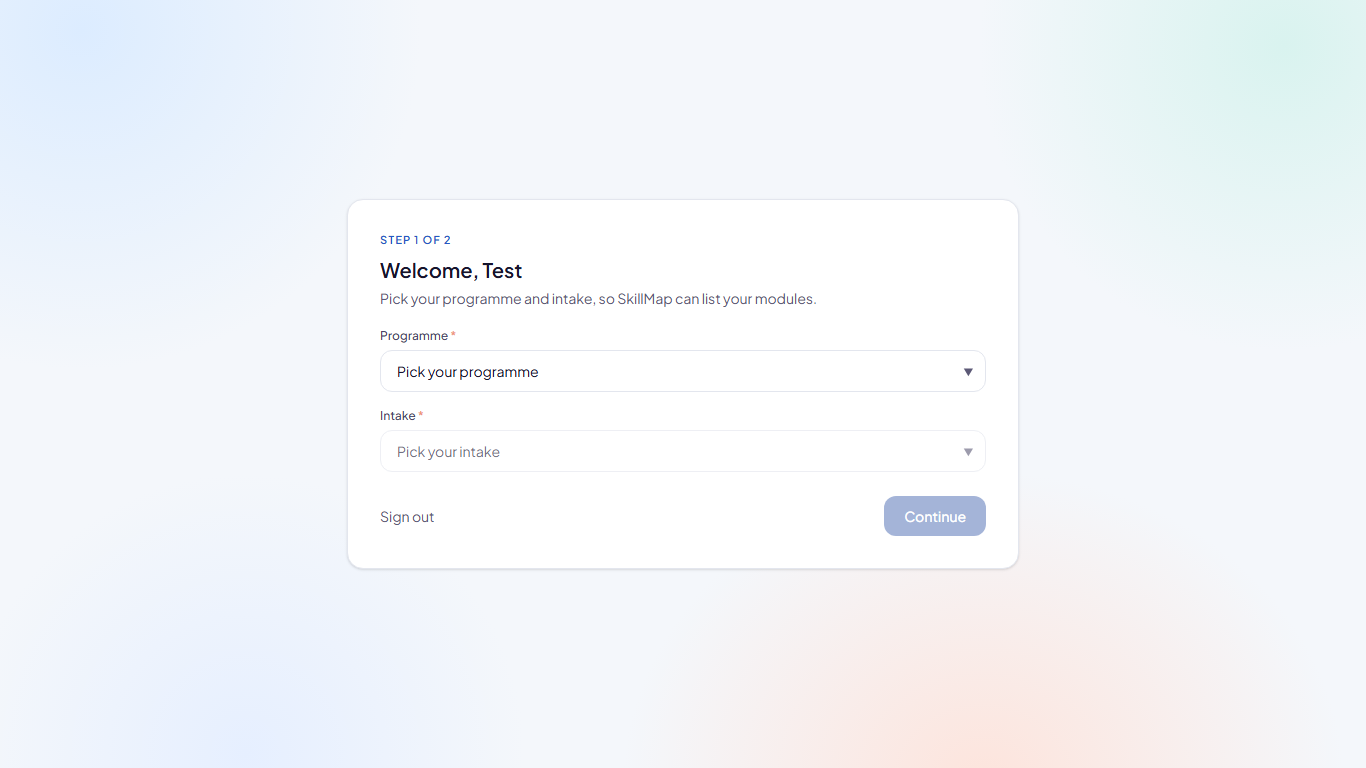 STEP 1 OF 2
Welcome, Test
Pick your programme and intake, so SkillMap can list your modules.
Programme *
Pick your programme
Intake *
Pick your intake
Sign out
Continue